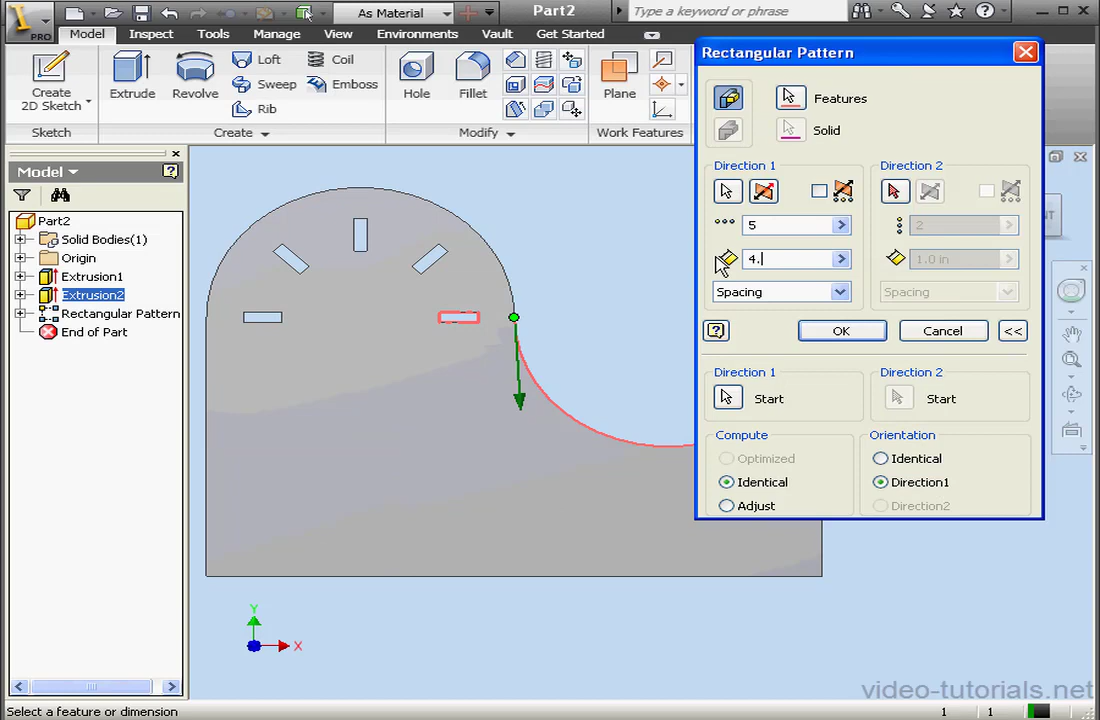 As Material
Part2
Type a keyword or phrase
PRO
Model
Inspect
Tools
Manage
View
Environments
Vault
Get Started
Create
2D Sketch
Extrude
Revolve
Loft
Coil
Sweep
Emboss
Rib
Hole
Fillet
Plane
Sketch
Create
Modify
Work Features
Model
Part2
Solid Bodies(1)
Origin
Extrusion1
Extrusion2
Rectangular Pattern
End of Part
Y
X
NT
Rectangular Pattern
Features
Solid
Direction 1
Direction 2
5
2
4.
1.0 in
Spacing
Spacing
OK
Cancel
<<
Direction 1
Direction 2
Start
Start
Compute
Orientation
Optimized
Identical
Identical
Direction1
Adjust
Direction2
video-tutorials.net
Select a feature or dimension
1
1